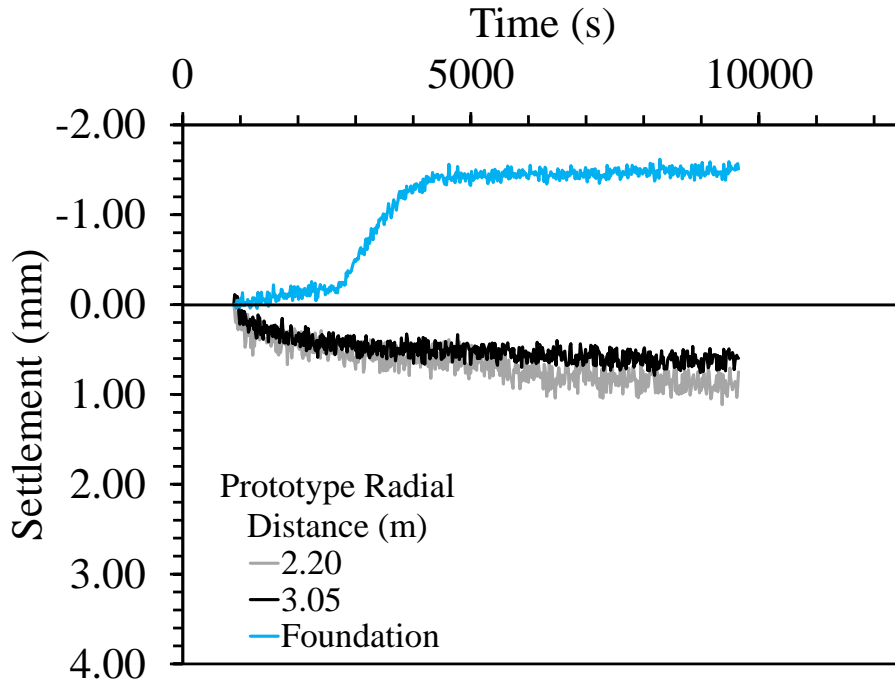 Time (s)
0 5000 10000
-2.00
-1.00
0.00
1.00
2.00
3.00
4.00
Settlement (mm)
Prototype Radial
Distance (m)
2.20
3.05
Foundation